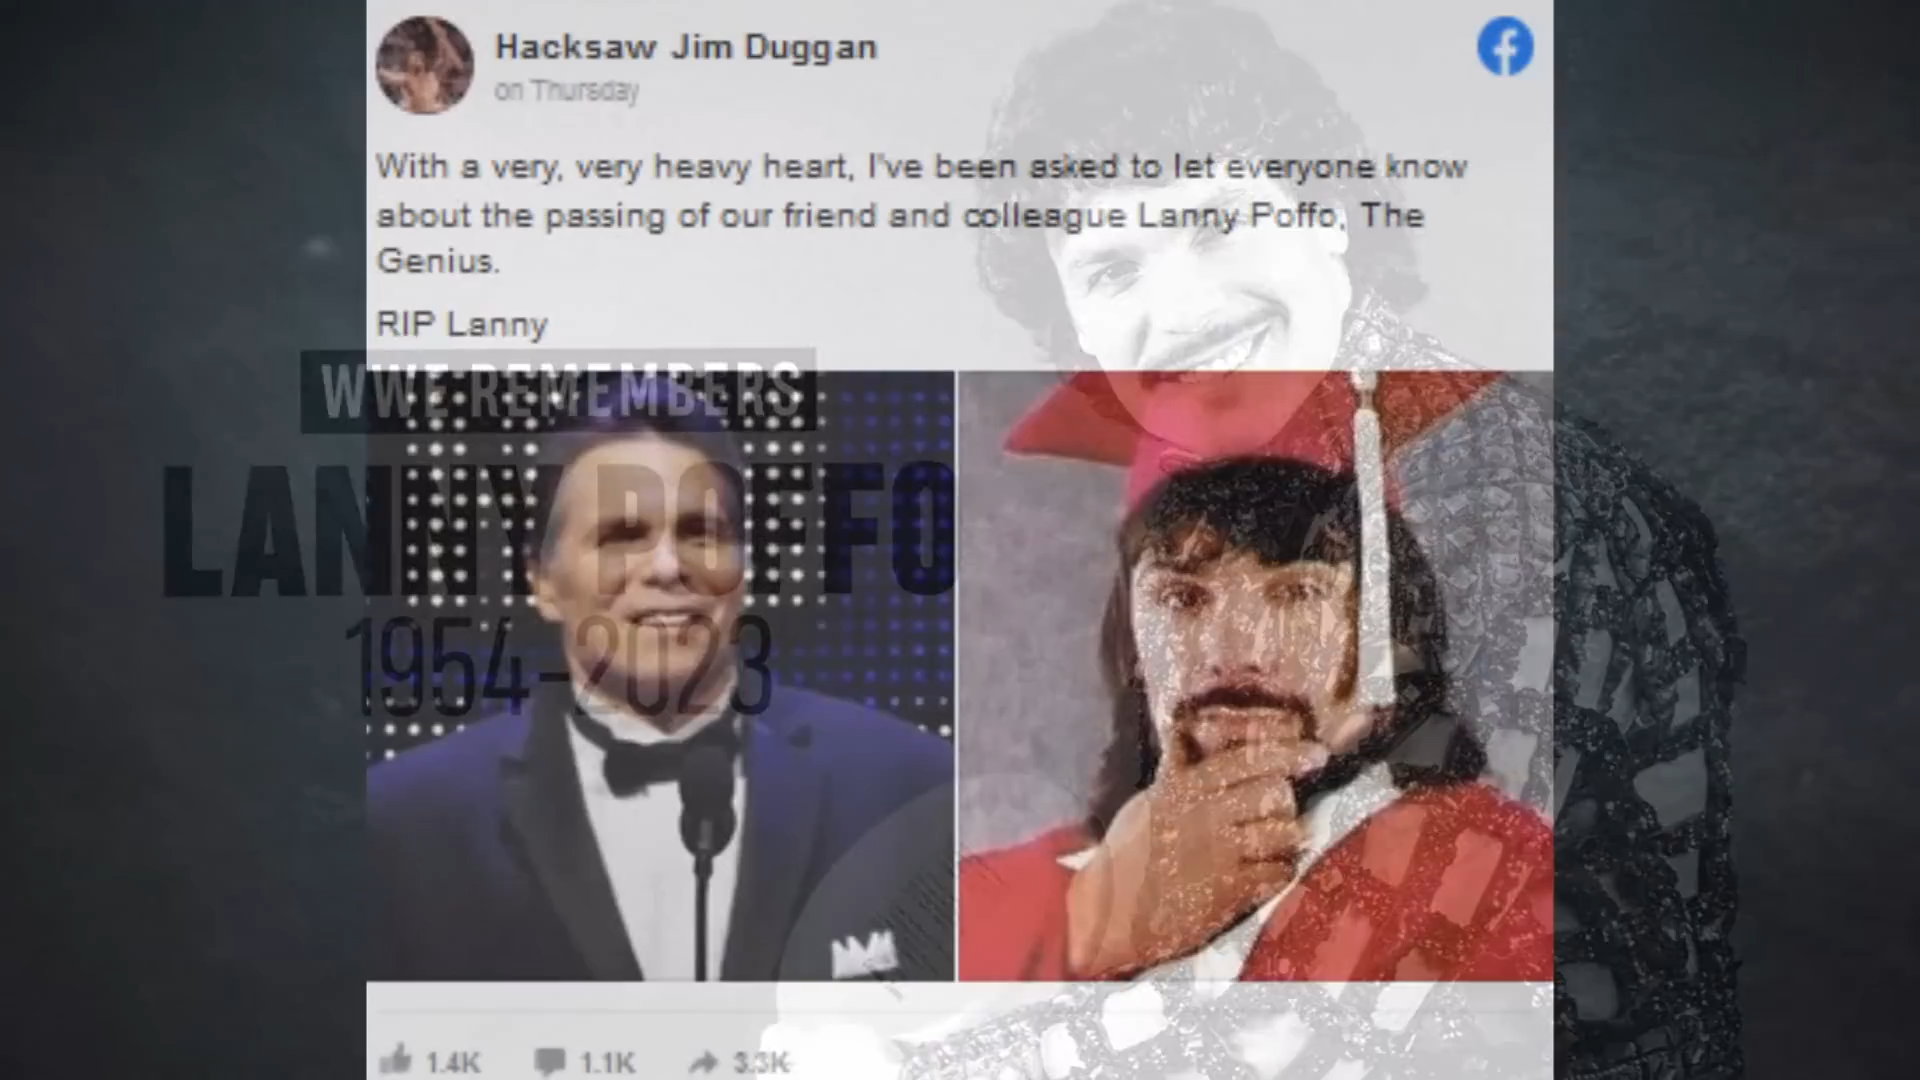 Hacksaw Jim Duggan
on Thursday
With a very, very heavy heart, I've been asked to let everyone know
about the passing of our friend and colleague Lanny Poffo, The
Genius.
RIP Lanny
WWE REMEMBERS
LANNY POFFO
1954-2023
1.4K 1.1K 3.3K